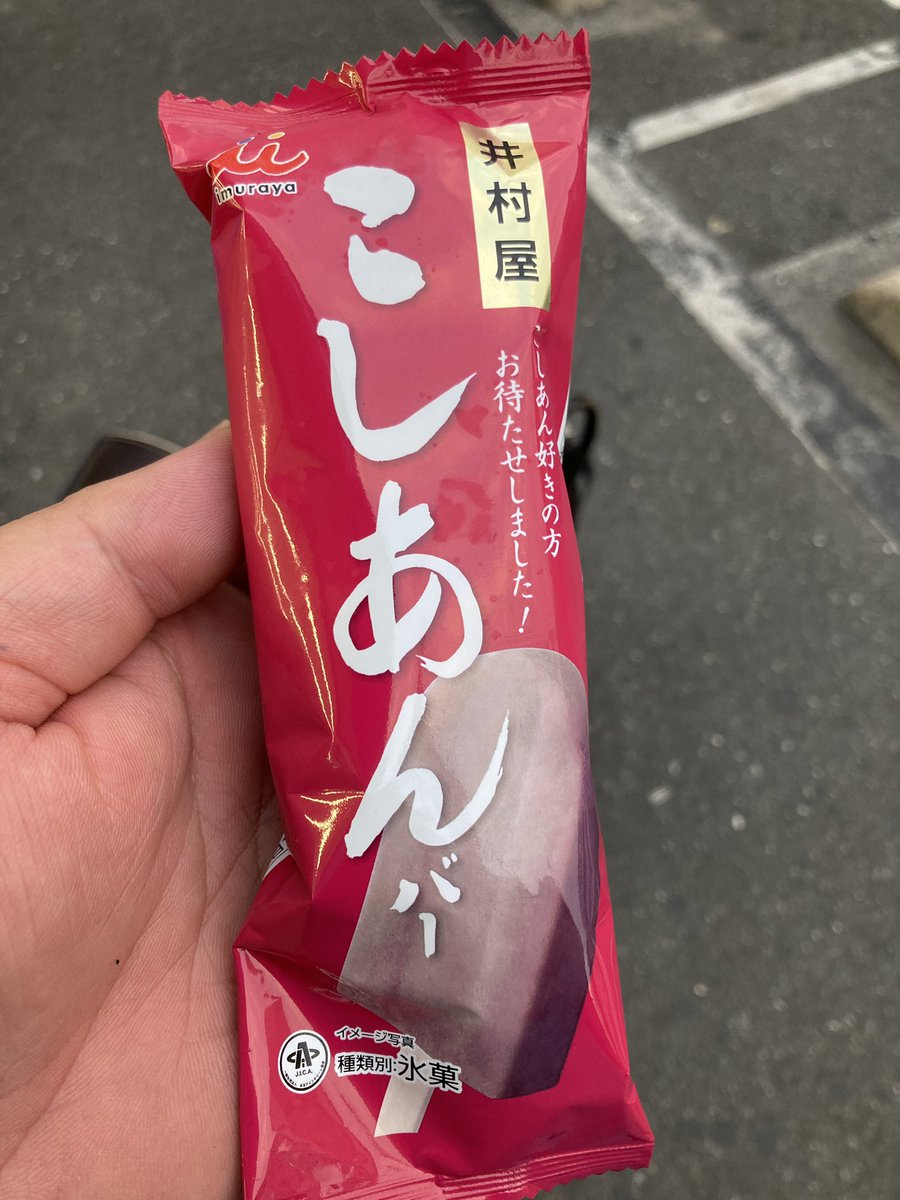 imuraya
井村屋
こしあん好きの方
お待たせしました!
こしあん
バー
イメージ写真
種類別:氷菓
J.I.C.A.